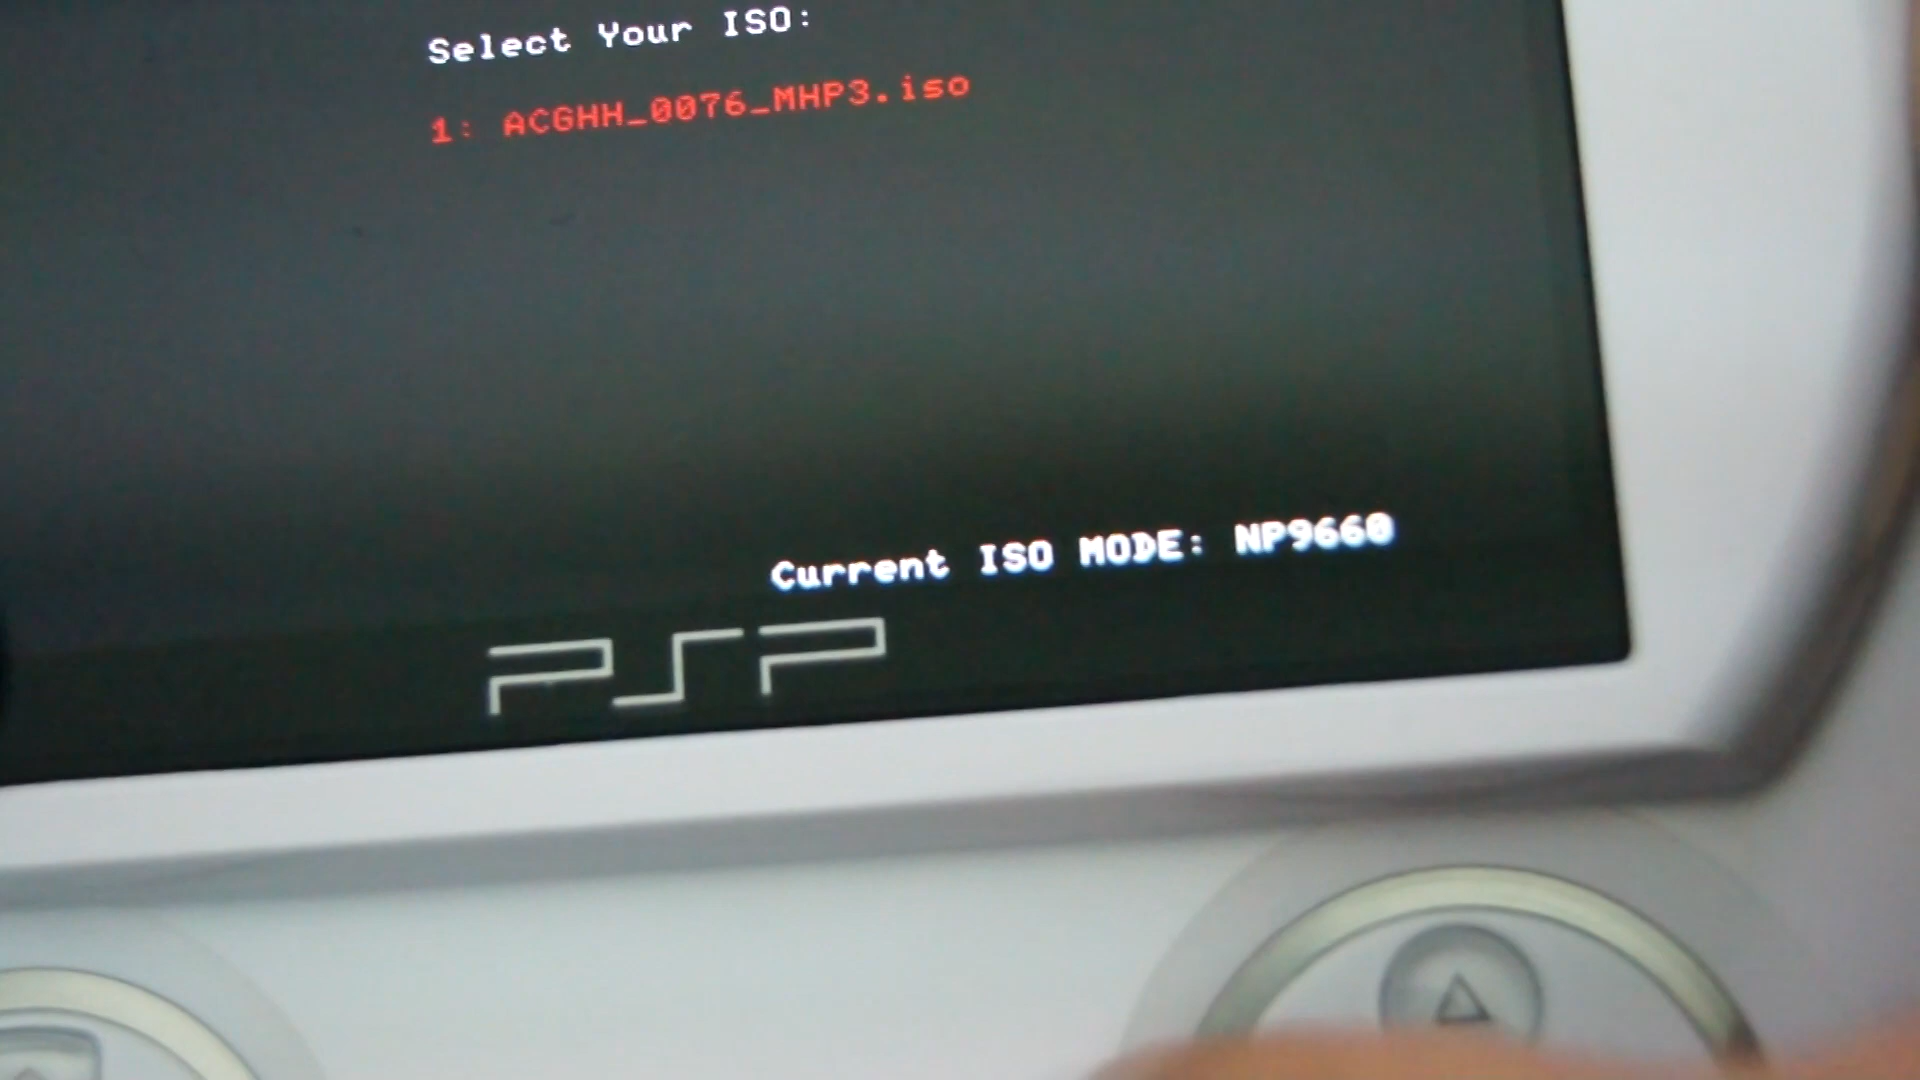 Select Your ISO:
1: ACGHH_0076_MHP3.iso
Current ISO MODE: NP9660
PSP